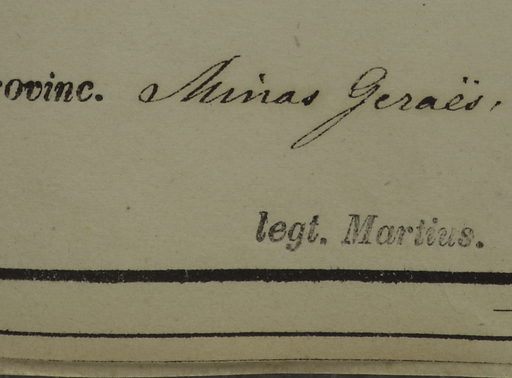 ovinc. Minas Geraës.
legt. Martius.